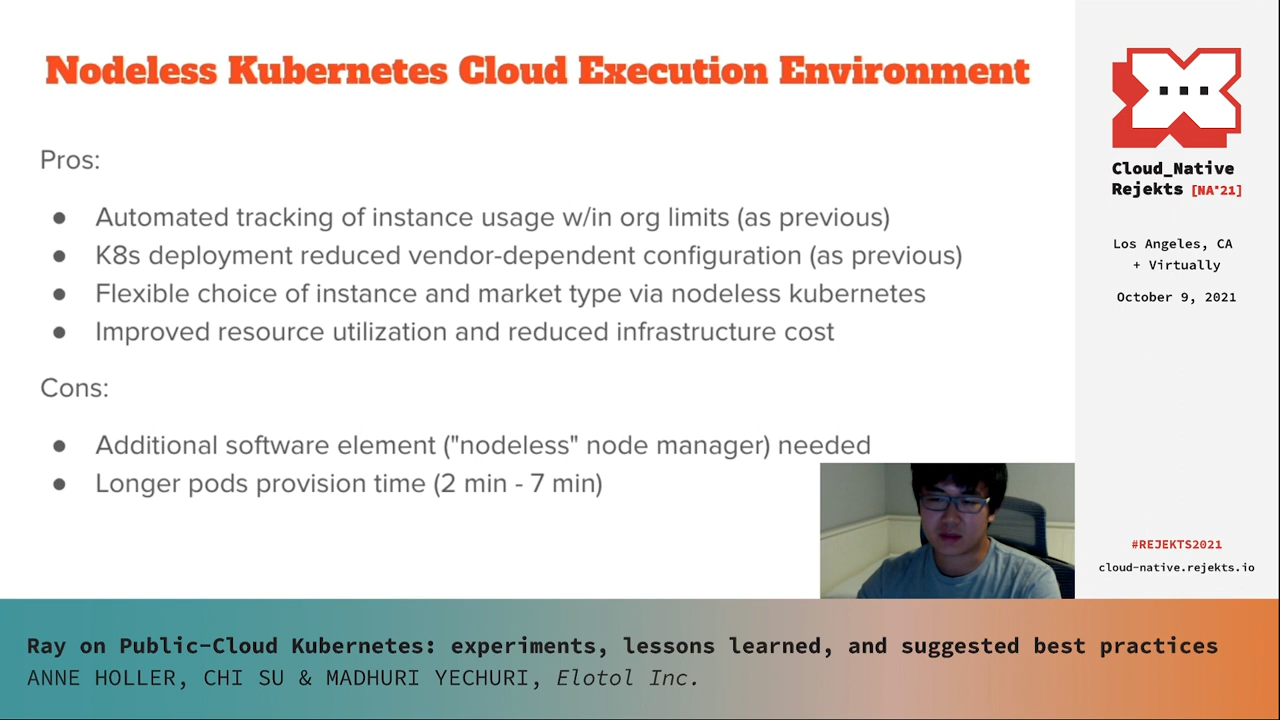 Nodeless Kubernetes Cloud Execution Environment
Pros:
● Automated tracking of instance usage w/in org limits (as previous)
● K8s deployment reduced vendor-dependent configuration (as previous)
● Flexible choice of instance and market type via nodeless kubernetes
● Improved resource utilization and reduced infrastructure cost
Cons:
● Additional software element ("nodeless" node manager) needed
● Longer pods provision time (2 min - 7 min)
Cloud_Native
Rejekts [NA'21]
Los Angeles, CA
+ Virtually
October 9, 2021
#REJEKTS2021
cloud-native.rejekts.io
Ray on Public-Cloud Kubernetes: experiments, lessons learned, and suggested best practices
ANNE HOLLER, CHI SU & MADHURI YECHURI, Elotol Inc.